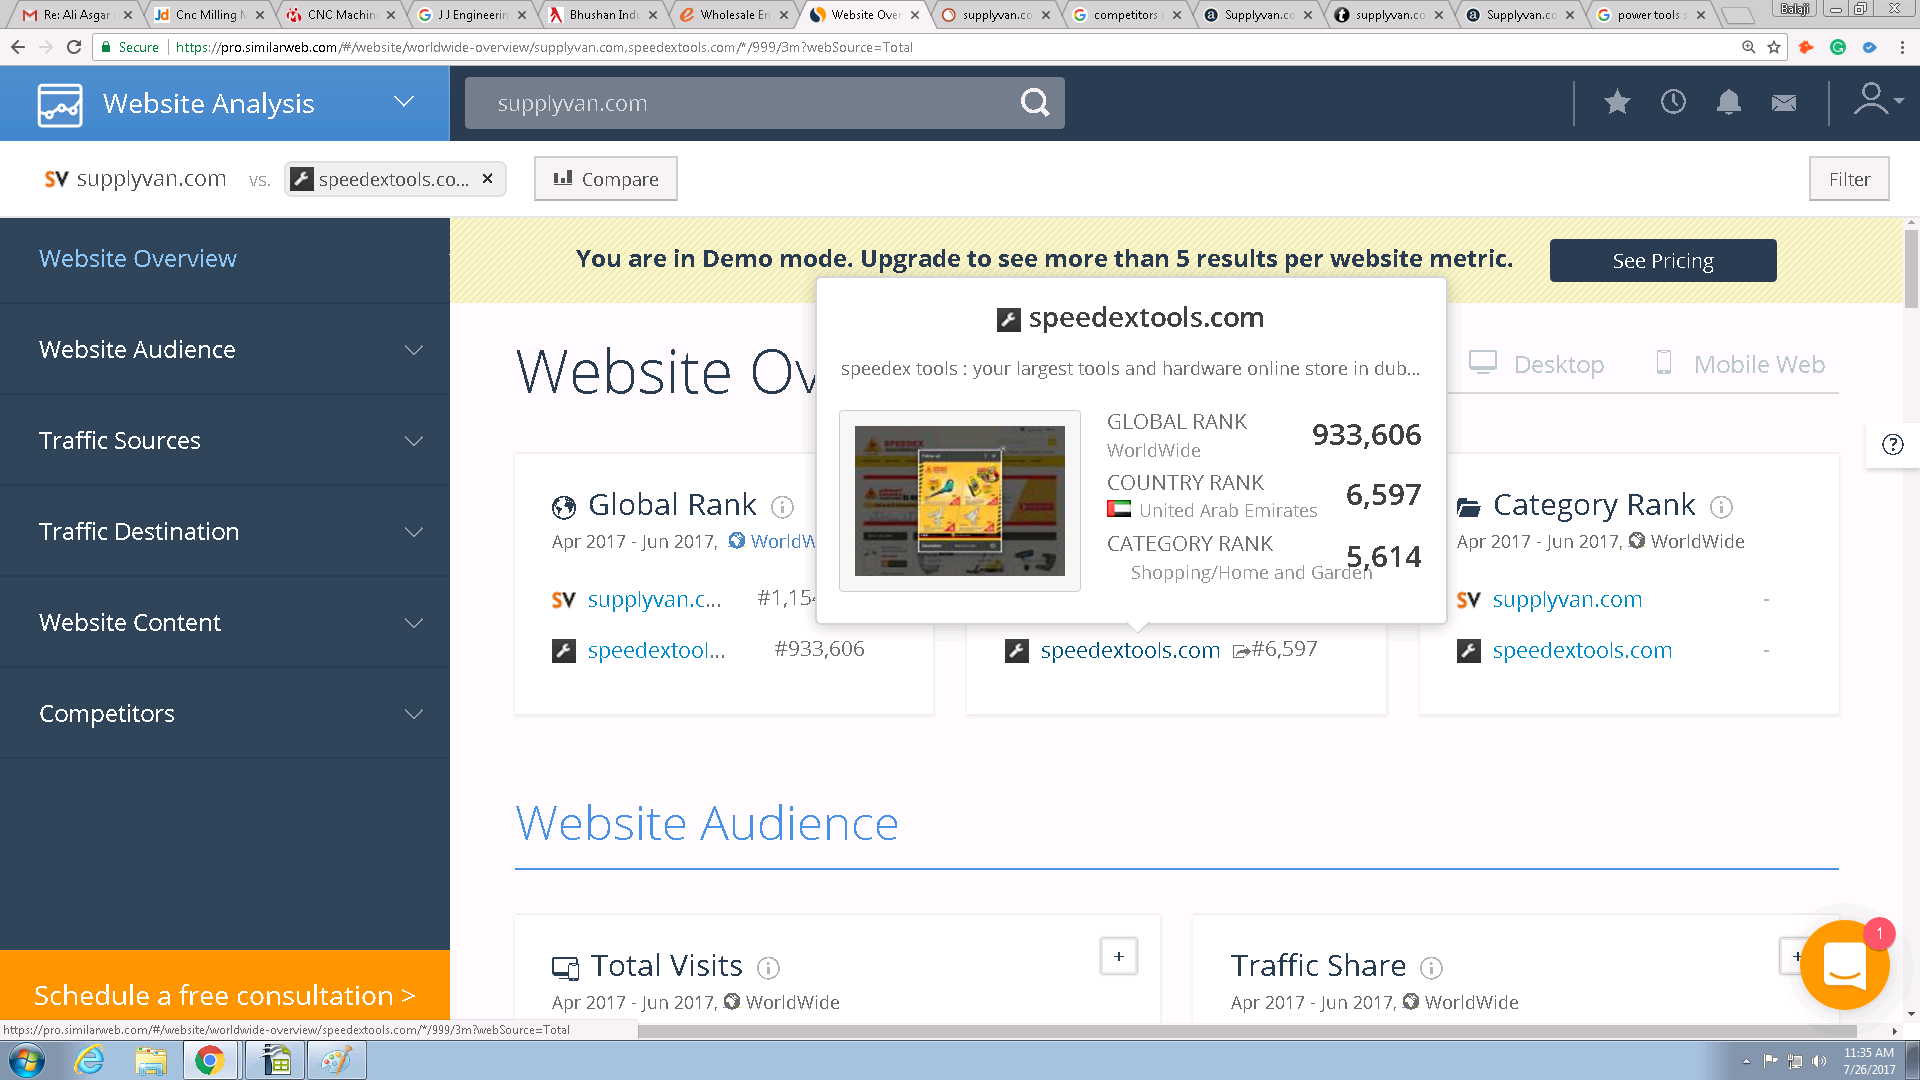 Re: Ali Asgar
Cnc Milling M
CNC Machin
J J Engineerin
Bhushan Indu
Wholesale En
Website Over
supplyvan.co
competitors
Supplyvan.co
supplyvan.co
Supplyvan.co
power tools s
Balaji
Secure
https://pro.similarweb.com/#/website/worldwide-overview/supplyvan.com,speedextools.com/*/999/3m?webSource=Total
Website Analysis
supplyvan.com
SV supplyvan.com vs. speedextools.co... × Compare
Filter
Website Overview
Website Audience
Traffic Sources
Traffic Destination
Website Content
Competitors
Schedule a free consultation >
You are in Demo mode. Upgrade to see more than 5 results per website metric.
See Pricing
Website Ov
Desktop
Mobile Web
speedextools.com
speedex tools : your largest tools and hardware online store in dub...
SPEEDEX
GLOBAL RANK
WorldWide
933,606
COUNTRY RANK
United Arab Emirates
6,597
CATEGORY RANK
Shopping/Home and Garden
5,614
Global Rank
Apr 2017 - Jun 2017, WorldW
SV supplyvan.c... #1,154
speedextool... #933,606
speedextools.com #6,597
Category Rank
Apr 2017 - Jun 2017, WorldWide
SV supplyvan.com -
speedextools.com -
Website Audience
Total Visits
Apr 2017 - Jun 2017, WorldWide
+
Traffic Share
Apr 2017 - Jun 2017, WorldWide
+
1
https://pro.similarweb.com/#/website/worldwide-overview/speedextools.com/*/999/3m?webSource=Total
11:35 AM
7/26/2017